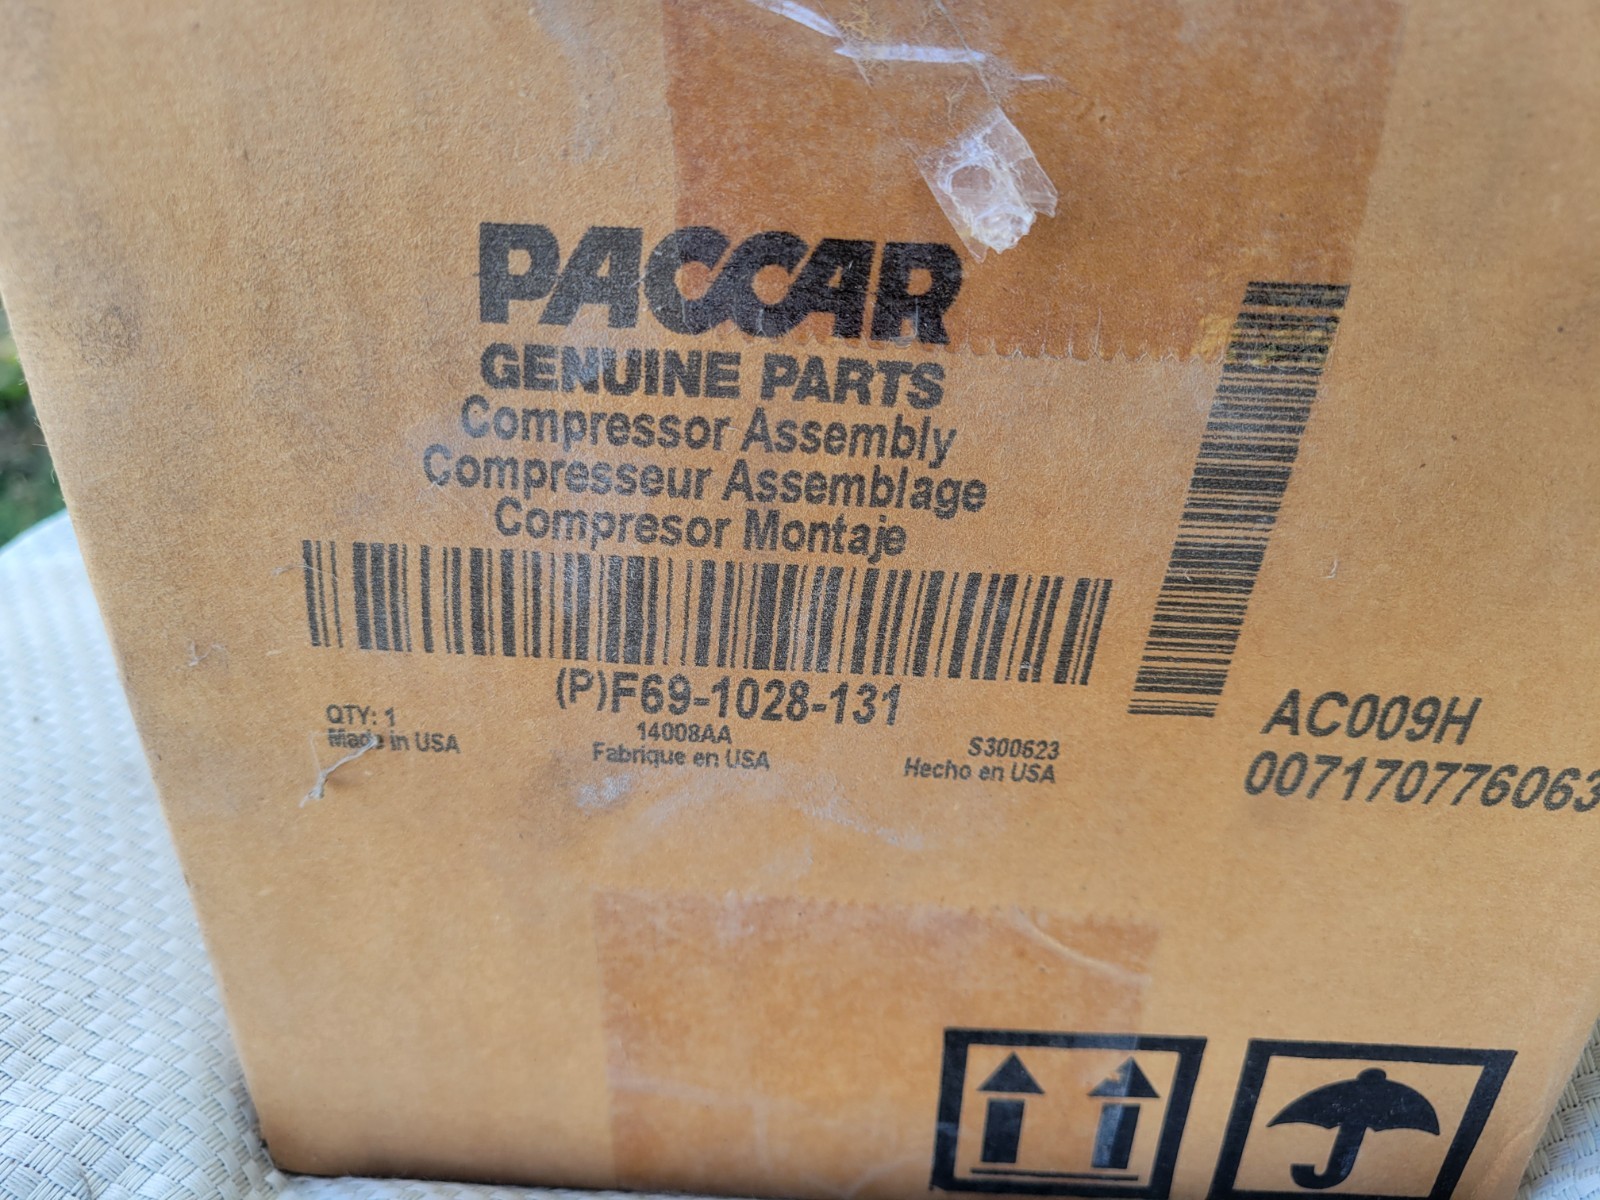 PACCAR
GENUINE PARTS
Compressor Assembly
Compresseur Assemblage
Compresor Montaje
(P)F69-1028-131
QTY: 1
Made in USA
14008AA
Fabrique en USA
S300623
Hecho en USA
AC009H
007170776063